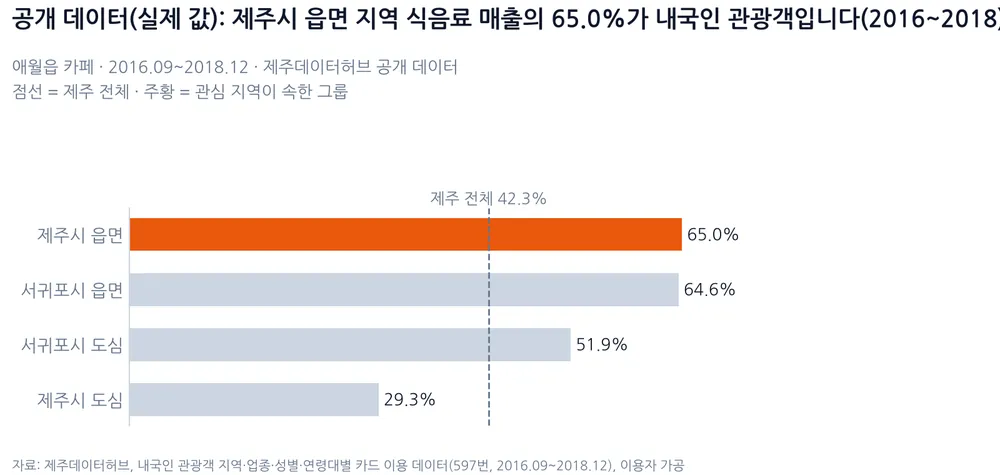 공개 데이터(실제 값): 제주시 읍면 지역 식음료 매출의 65.0%가 내국인 관광객입니다(2016~2018)
애월읍 카페 · 2016.09~2018.12 · 제주데이터허브 공개 데이터
점선 = 제주 전체 · 주황 = 관심 지역이 속한 그룹
제주 전체 42.3%
제주시 읍면 65.0%
서귀포시 읍면 64.6%
서귀포시 도심 51.9%
제주시 도심 29.3%
자료: 제주데이터허브, 내국인 관광객 지역·업종·성별·연령대별 카드 이용 데이터(597번, 2016.09~2018.12), 이용자 가공